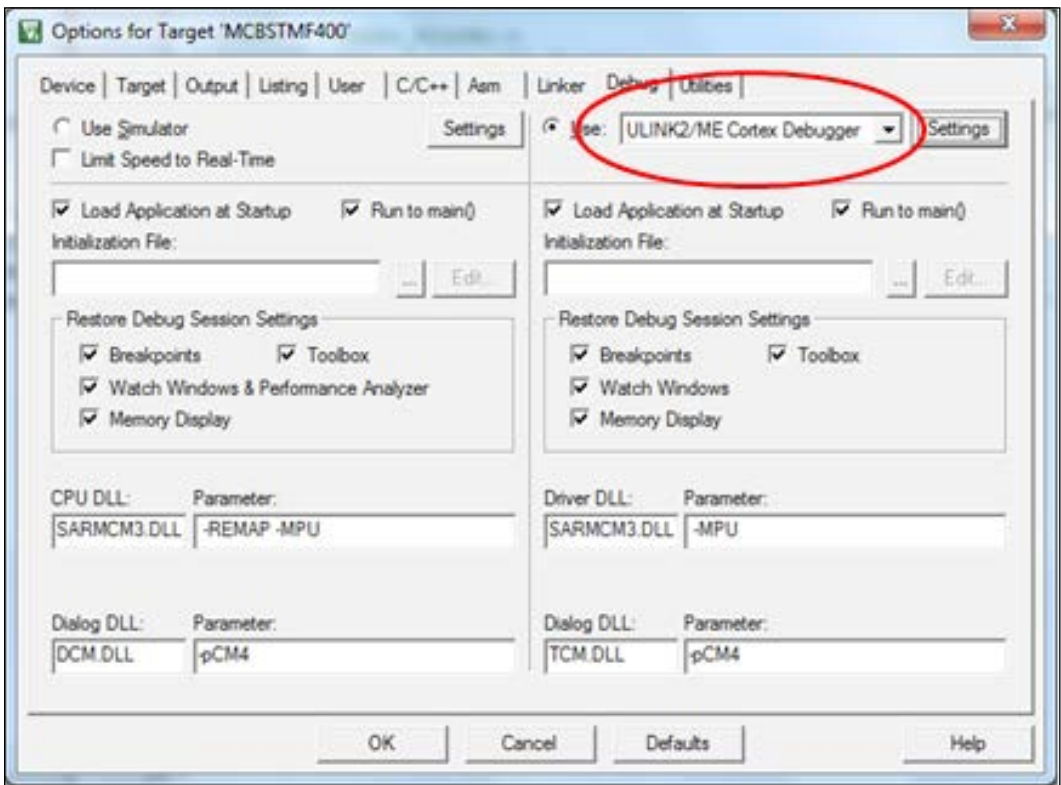 Options for Target 'MCBSTMF400'
Device | Target | Output | Listing | User | C/C++ | Asm | Linker Debug | Utilities
Use Simulator Settings Use: ULINK2/ME Cortex Debugger Settings
Limit Speed to Real-Time
Load Application at Startup Run to main() Load Application at Startup Run to main()
Initialization File: Initialization File:
... Edit... ... Edit...
Restore Debug Session Settings Restore Debug Session Settings
Breakpoints Toolbox Breakpoints Toolbox
Watch Windows & Performance Analyzer Watch Windows
Memory Display Memory Display
CPU DLL: Parameter: Driver DLL: Parameter:
SARMCM3.DLL -REMAP -MPU SARMCM3.DLL -MPU
Dialog DLL: Parameter: Dialog DLL: Parameter:
DCM.DLL -pCM4 TCM.DLL -pCM4
OK Cancel Defaults Help